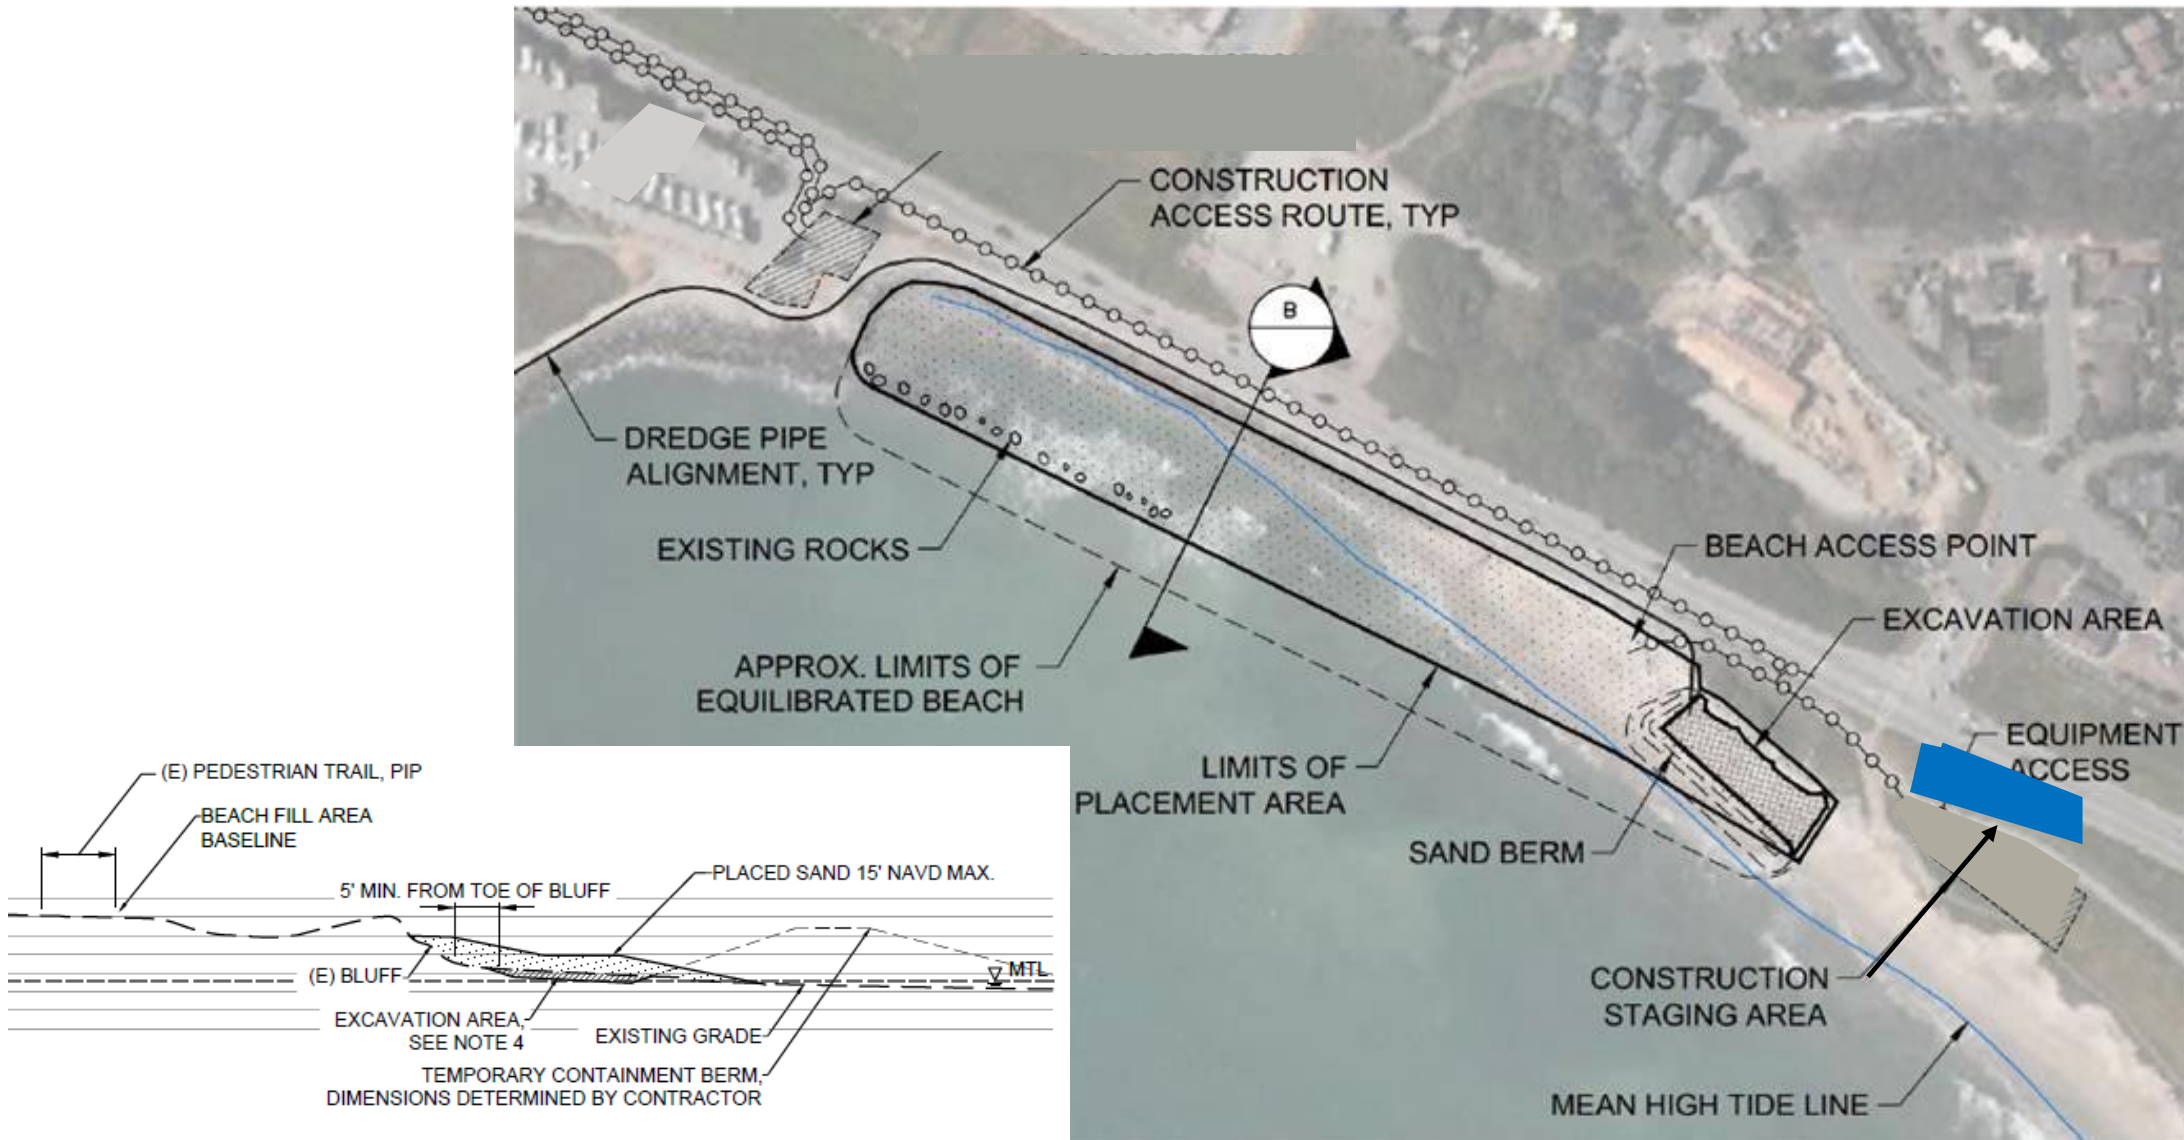 CONSTRUCTION
ACCESS ROUTE, TYP
B
DREDGE PIPE
ALIGNMENT, TYP
EXISTING ROCKS
BEACH ACCESS POINT
EXCAVATION AREA
APPROX. LIMITS OF
EQUILIBRATED BEACH
EQUIPMENT
ACCESS
LIMITS OF
PLACEMENT AREA
SAND BERM
CONSTRUCTION
STAGING AREA
MEAN HIGH TIDE LINE
(E) PEDESTRIAN TRAIL, PIP
BEACH FILL AREA
BASELINE
PLACED SAND 15' NAVD MAX.
5' MIN. FROM TOE OF BLUFF
(E) BLUFF
MTL
EXCAVATION AREA,
SEE NOTE 4
EXISTING GRADE
TEMPORARY CONTAINMENT BERM,
DIMENSIONS DETERMINED BY CONTRACTOR